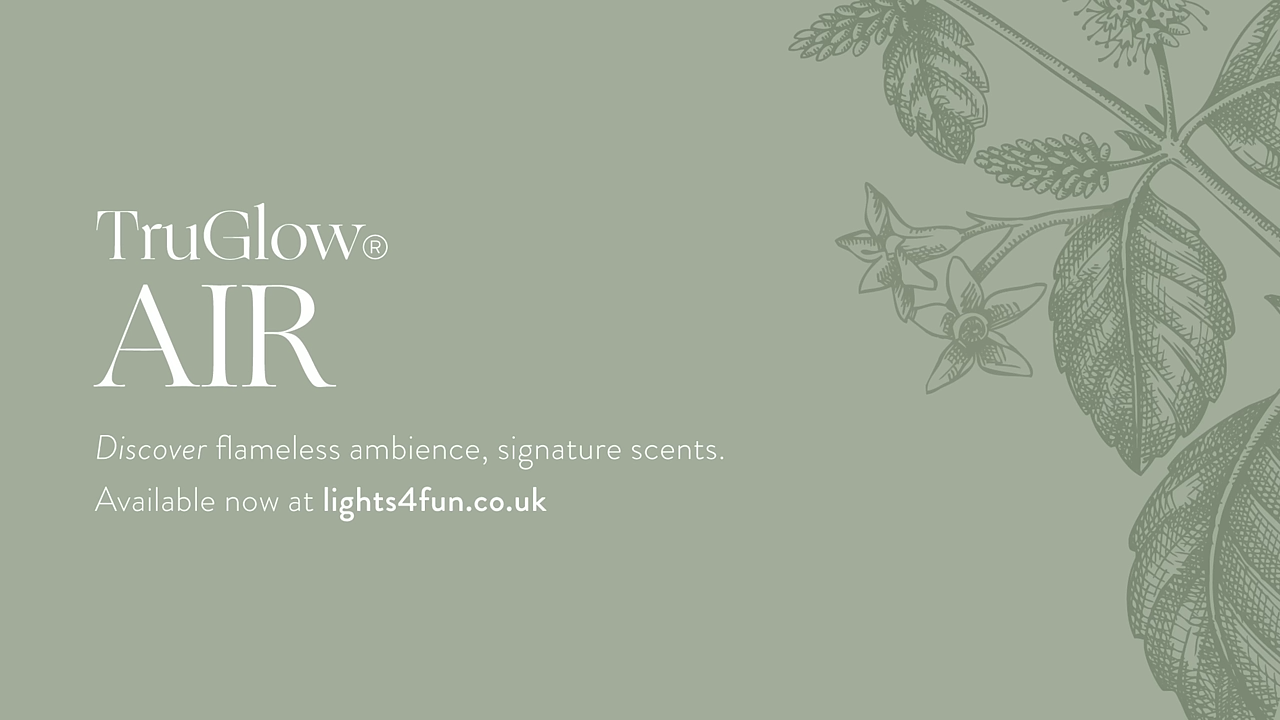 TruGlow®
AIR
Discover flameless ambience, signature scents.
Available now at lights4fun.co.uk